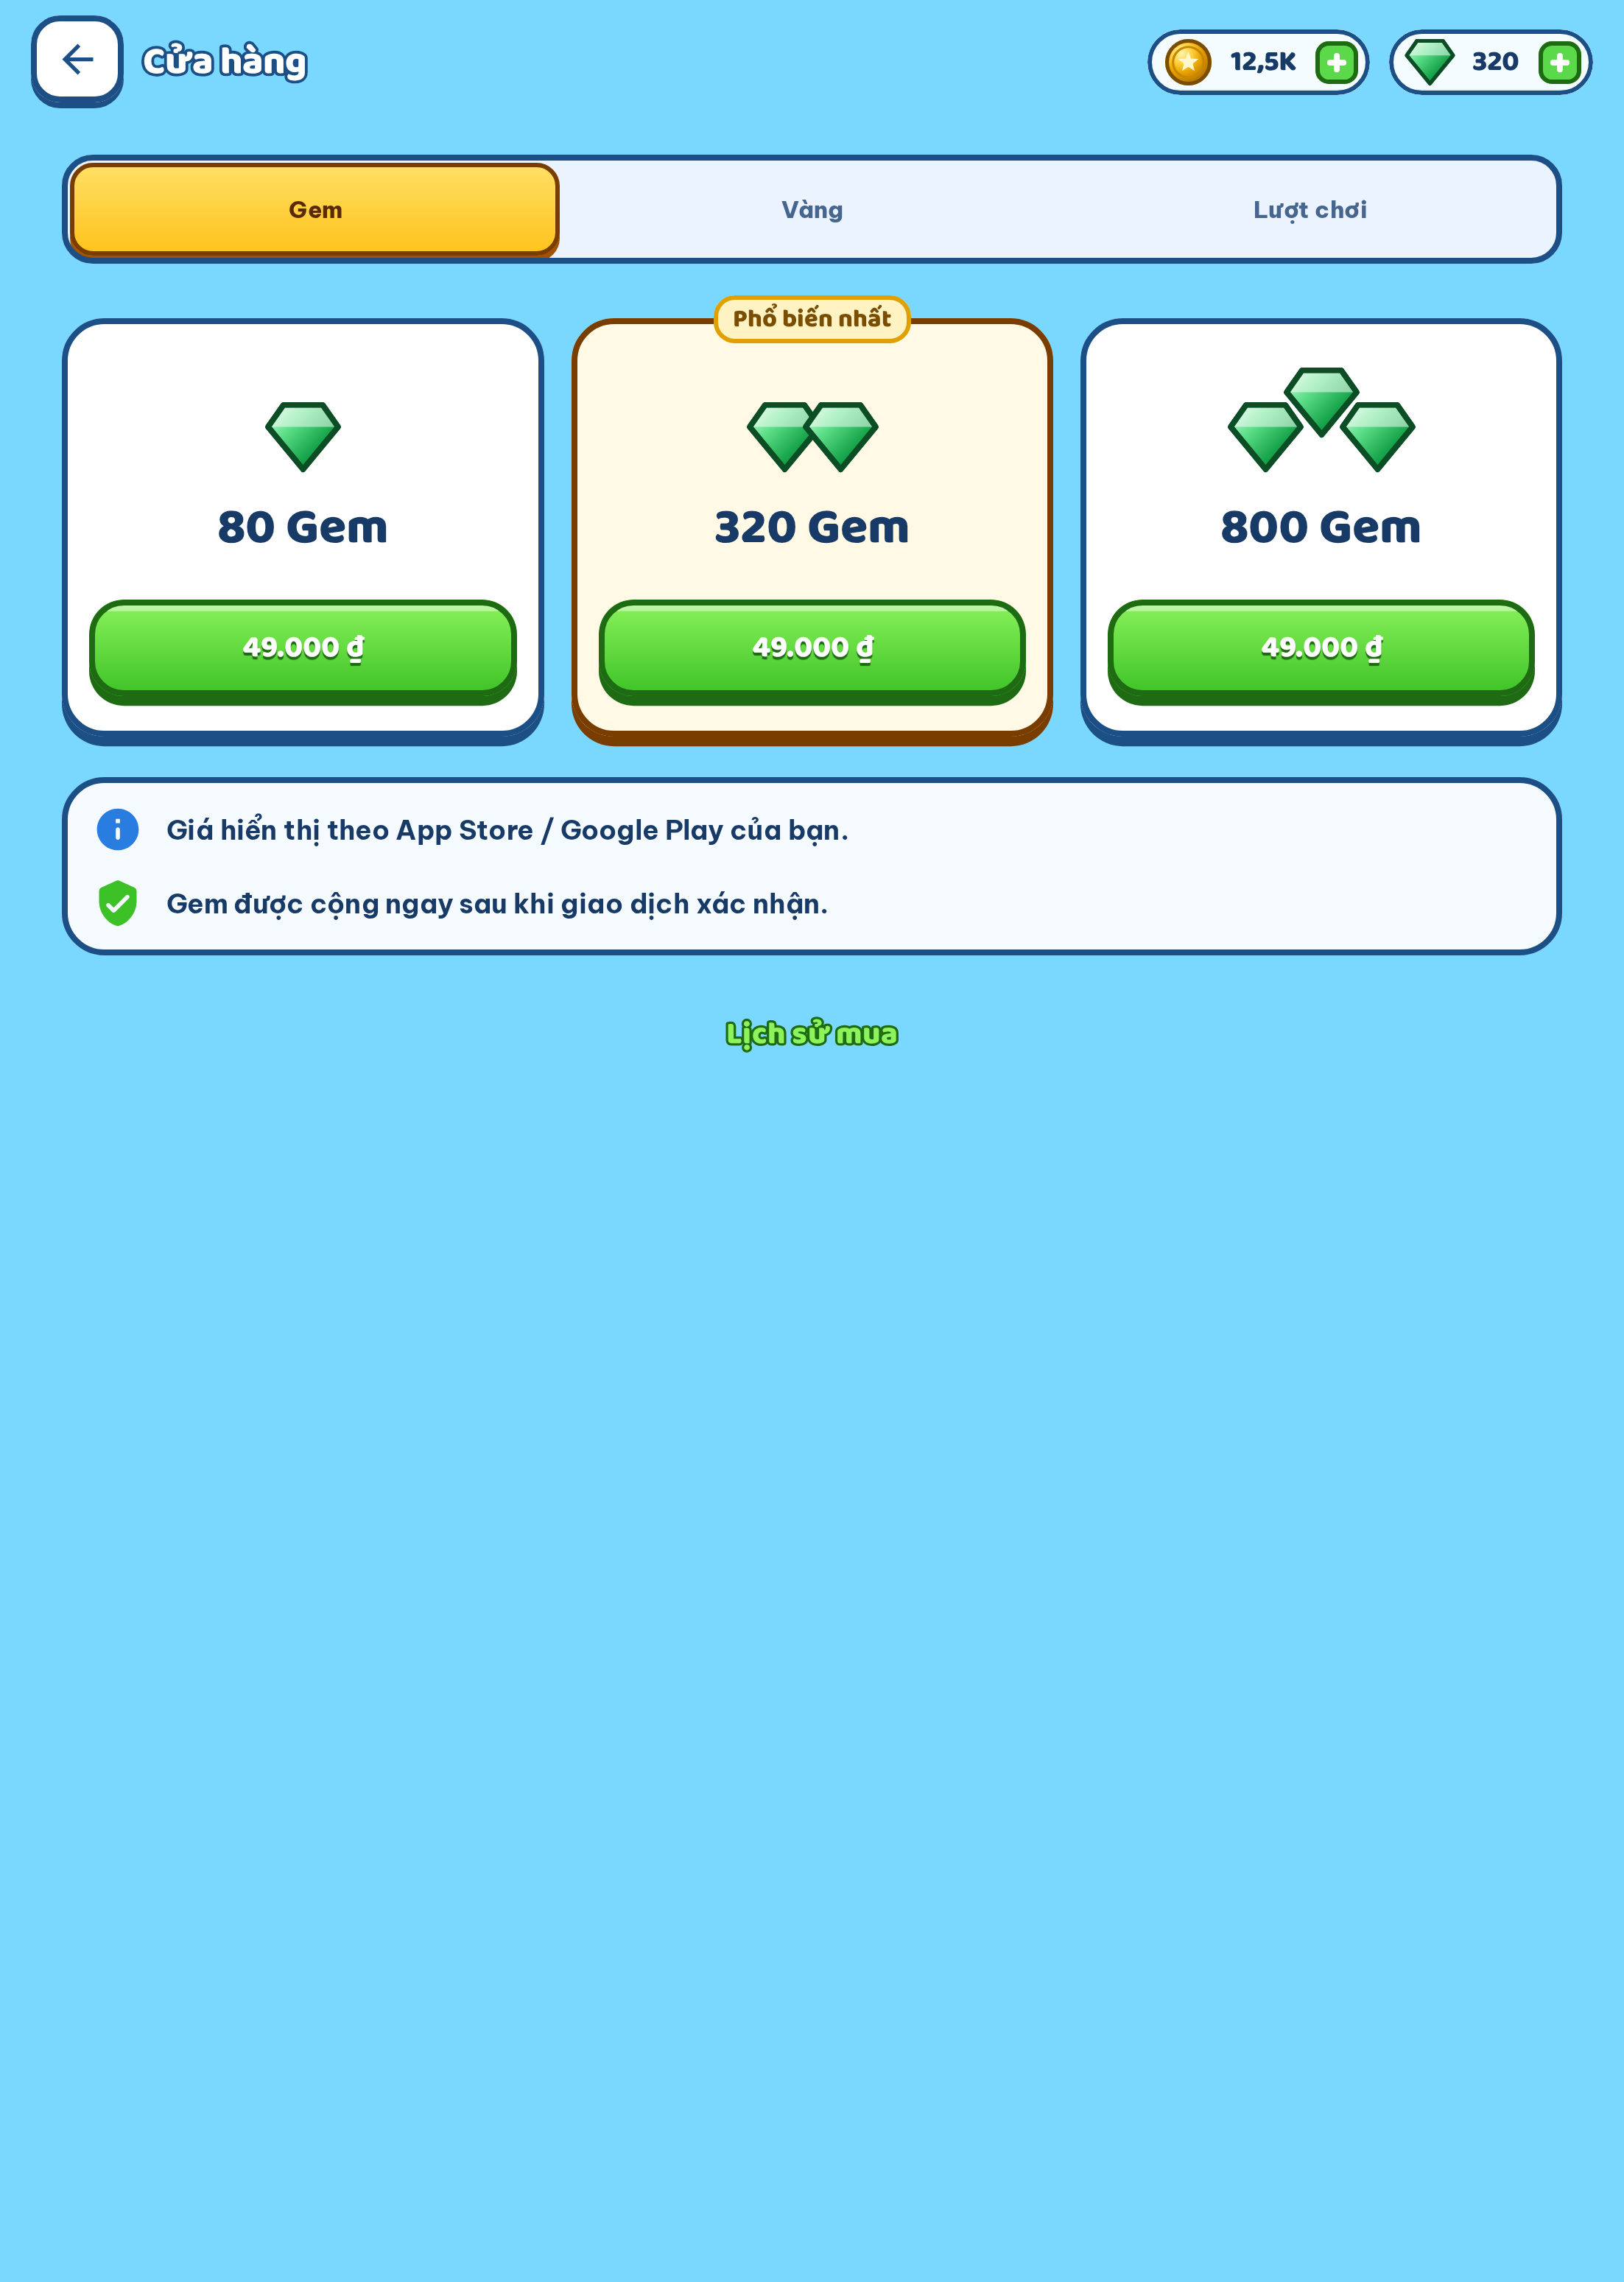 Cửa hàng
12,5K
320
Gem
Vàng
Lượt chơi
Phổ biến nhất
80 Gem
320 Gem
800 Gem
49.000 ₫
49.000 ₫
49.000 ₫
Giá hiển thị theo App Store / Google Play của bạn.
Gem được cộng ngay sau khi giao dịch xác nhận.
Lịch sử mua